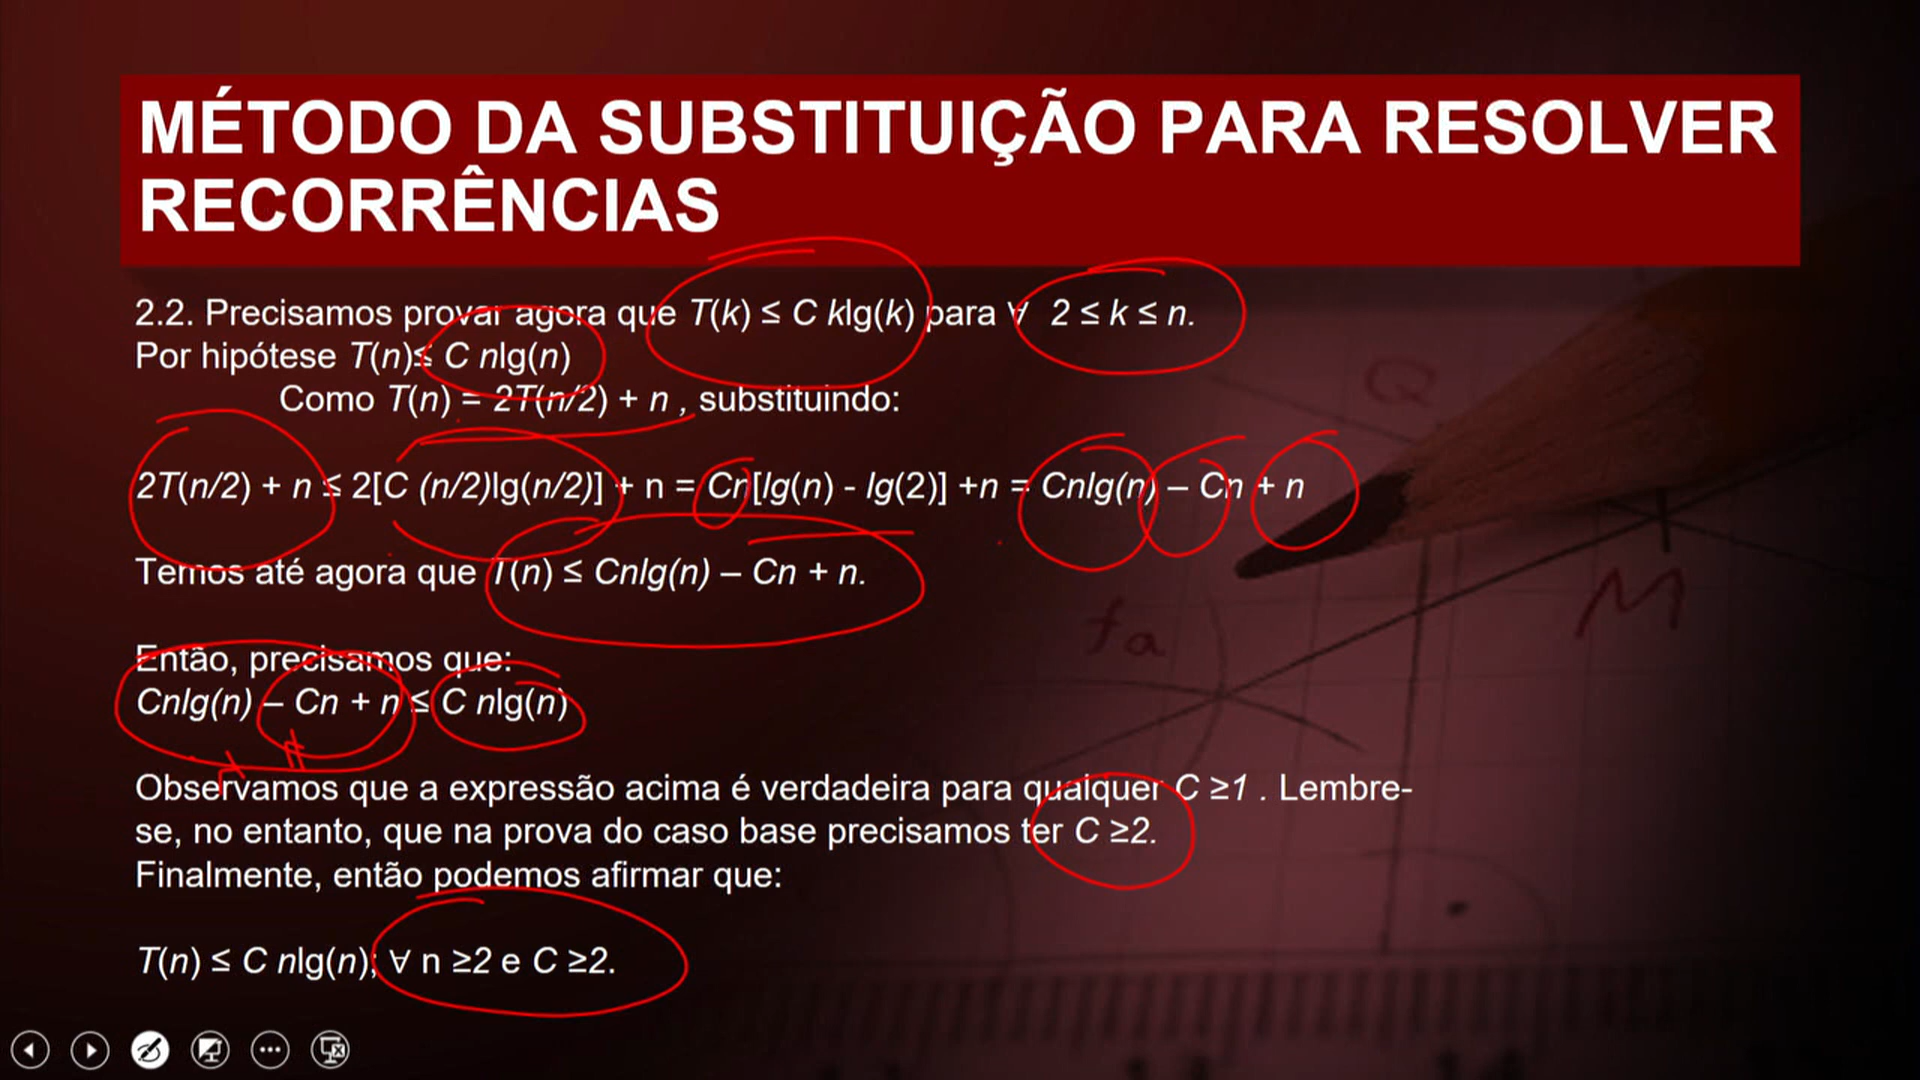 MÉTODO DA SUBSTITUIÇÃO PARA RESOLVER
RECORRÊNCIAS
2.2. Precisamos provar agora que T(k) ≤ C klg(k) para ∀ 2 ≤ k ≤ n.
Por hipótese T(n)≤ C nlg(n)
Como T(n) = 2T(n/2) + n , substituindo:
2T(n/2) + n ≤ 2[C (n/2)lg(n/2)] + n = Cn[lg(n) - lg(2)] +n = Cnlg(n) – Cn + n
Temos até agora que T(n) ≤ Cnlg(n) – Cn + n.
Então, precisamos que:
Cnlg(n) – Cn + n ≤ C nlg(n)
Observamos que a expressão acima é verdadeira para qualquer C ≥1 . Lembre-
se, no entanto, que na prova do caso base precisamos ter C ≥2.
Finalmente, então podemos afirmar que:
T(n) ≤ C nlg(n); ∀ n ≥2 e C ≥2.
Q
M
fa